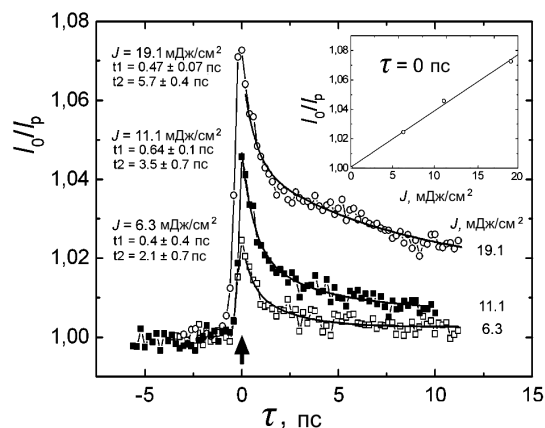 I₀/Iₚ
1,08
1,06
1,04
1,02
1,00
J = 19.1 мДж/см²
t1 = 0.47 ± 0.07 пс
t2 = 5.7 ± 0.4 пс
J = 11.1 мДж/см²
t1 = 0.64 ± 0.1 пс
t2 = 3.5 ± 0.7 пс
J = 6.3 мДж/см²
t1 = 0.4 ± 0.4 пс
t2 = 2.1 ± 0.7 пс
I₀/Iₚ
1,08
1,06
1,04
1,02
1,00
τ = 0 пс
0 4 8 12 16 20
J, мДж/см²
J, мДж/см²
19.1
11.1
6.3
-5 0 5 10 15
τ, пс